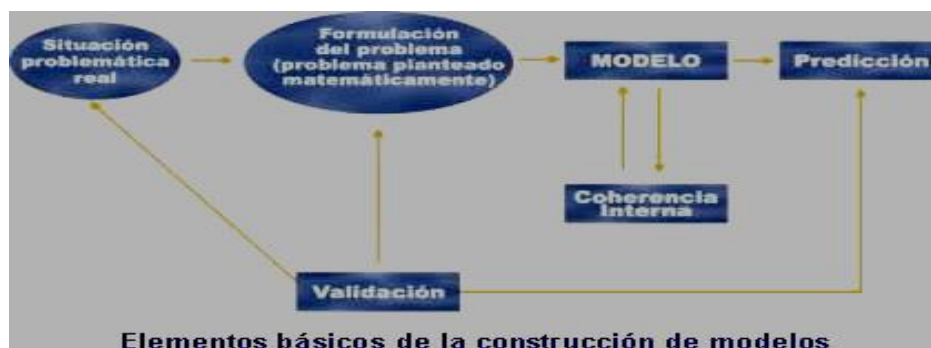 Situación
problemática
real
Formulación
del problema
(problema planteado
matemáticamente)
MODELO
Predicción
Coherencia
Interna
Validación
Elementos básicos de la construcción de modelos